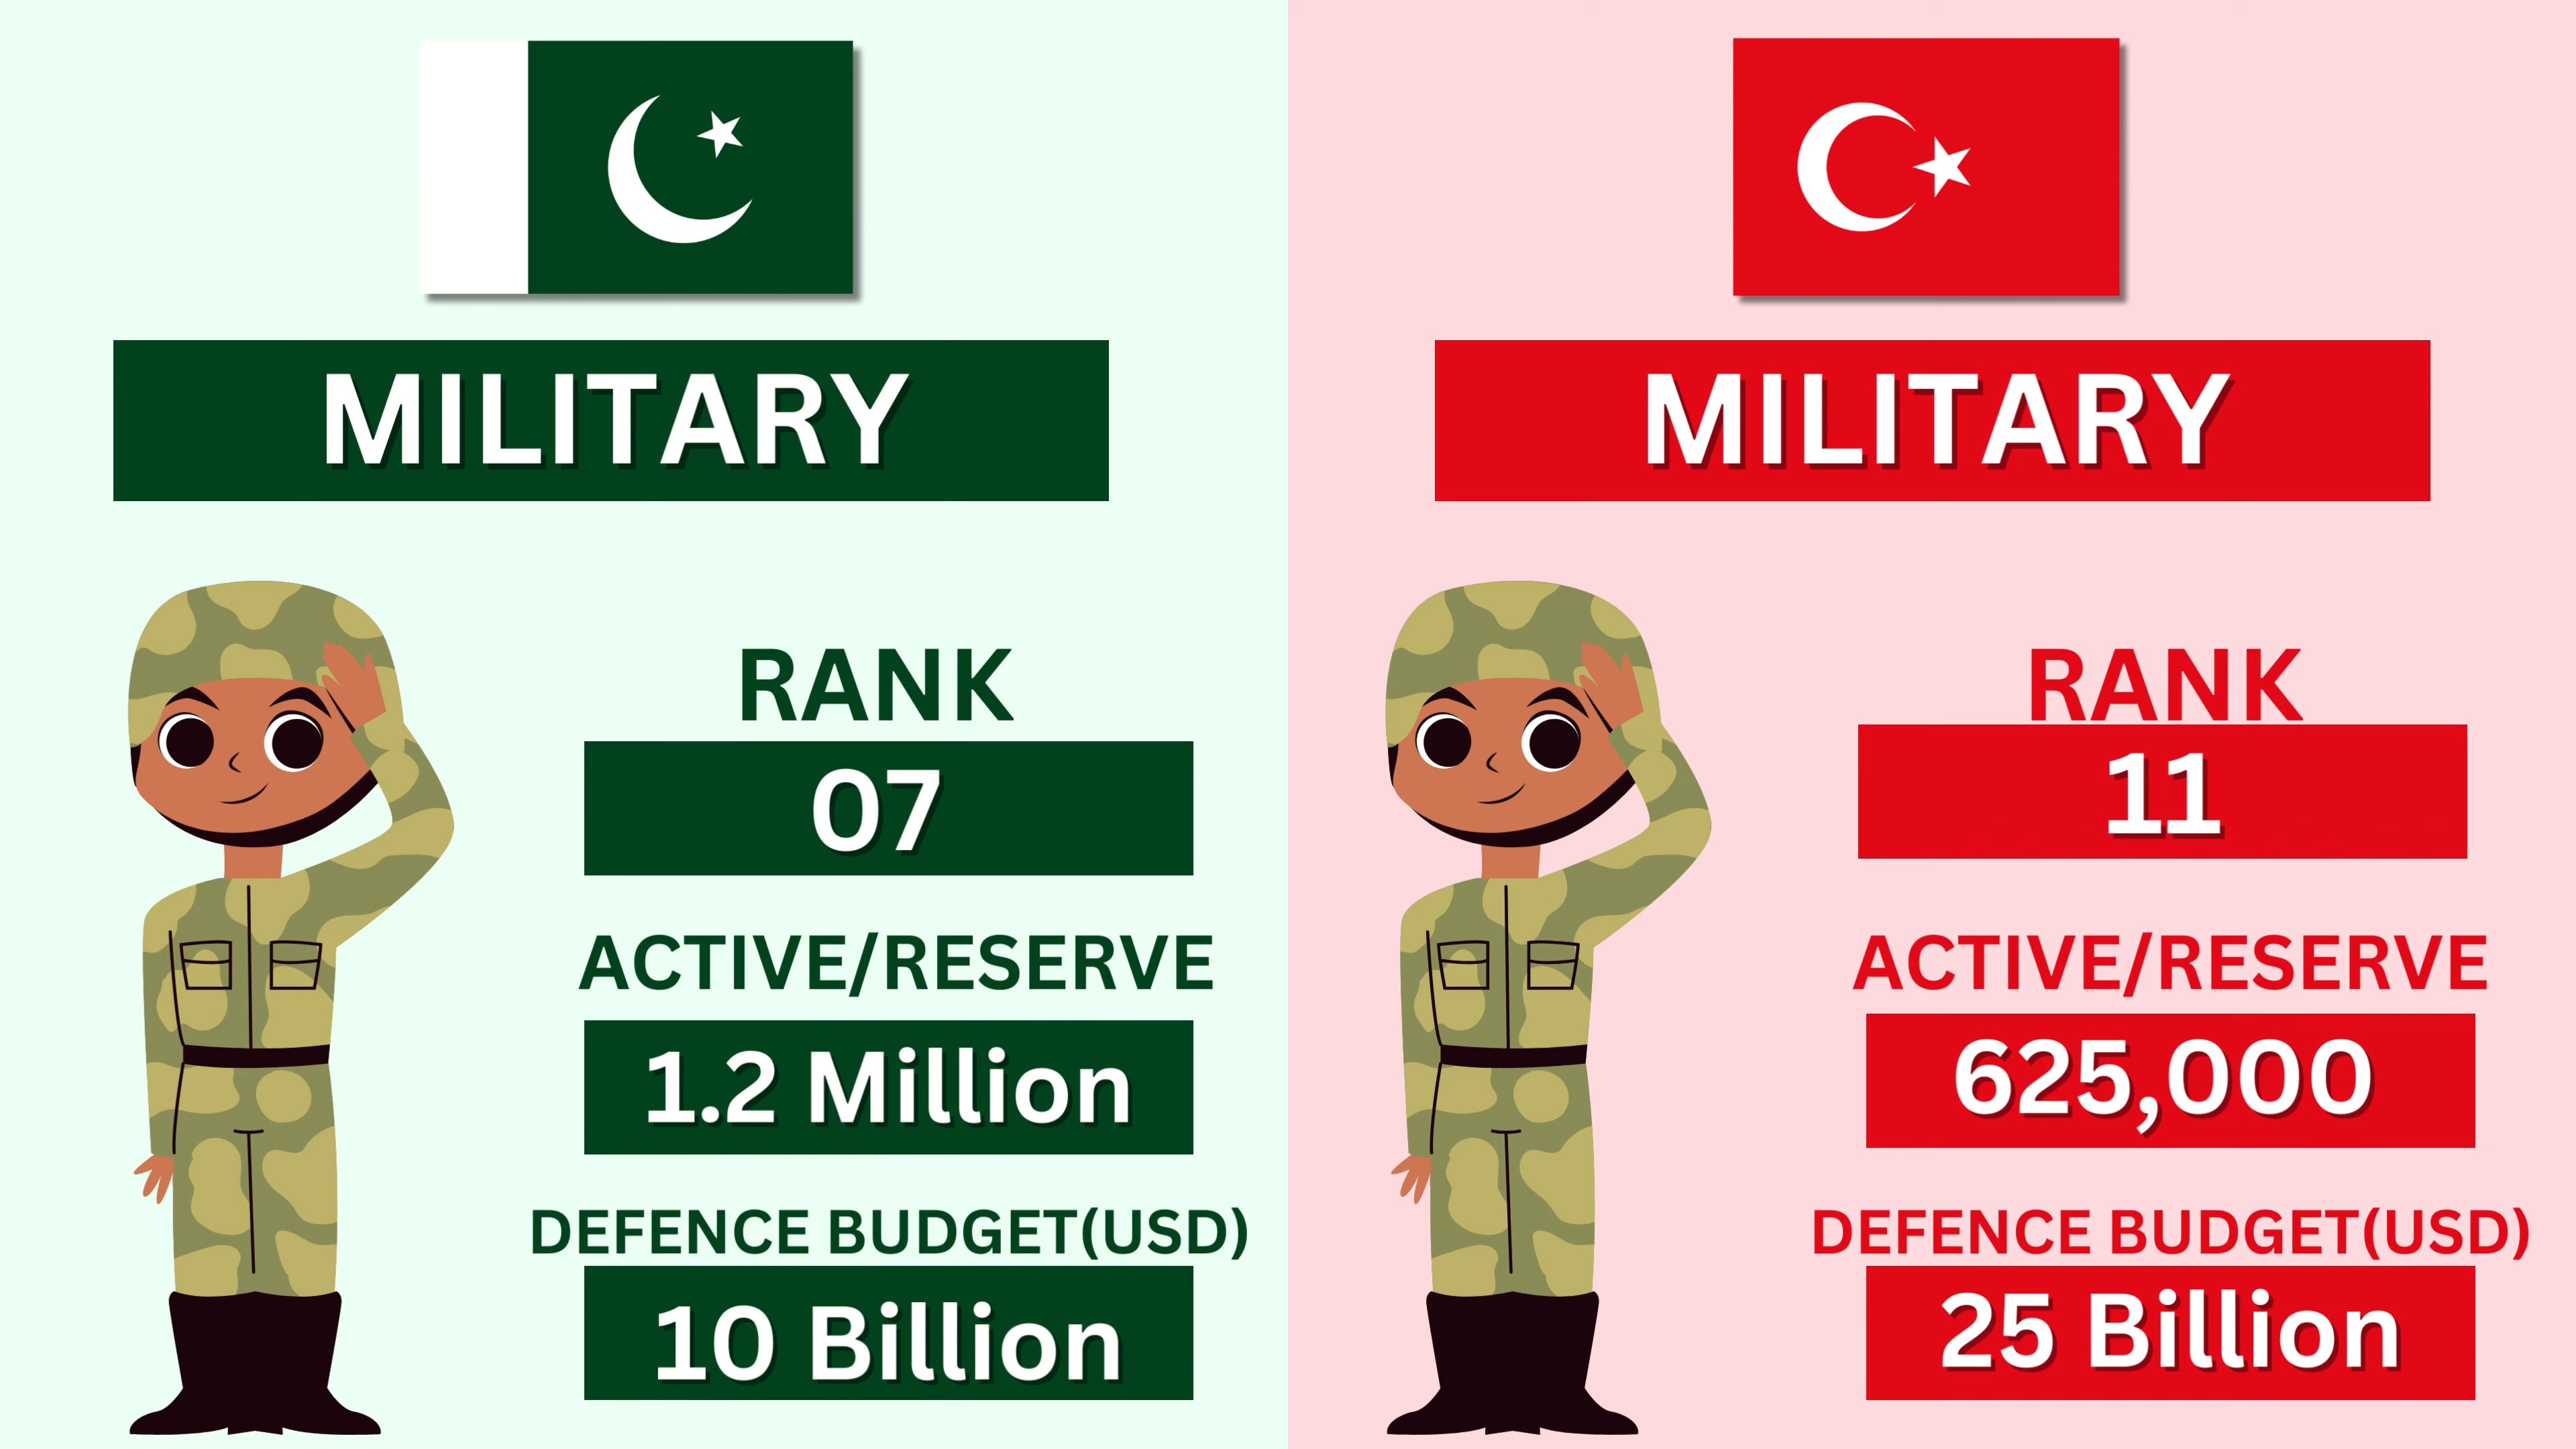 MILITARY
RANK
07
ACTIVE/RESERVE
1.2 Million
DEFENCE BUDGET(USD)
10 Billion
MILITARY
RANK
11
ACTIVE/RESERVE
625,000
DEFENCE BUDGET(USD)
25 Billion